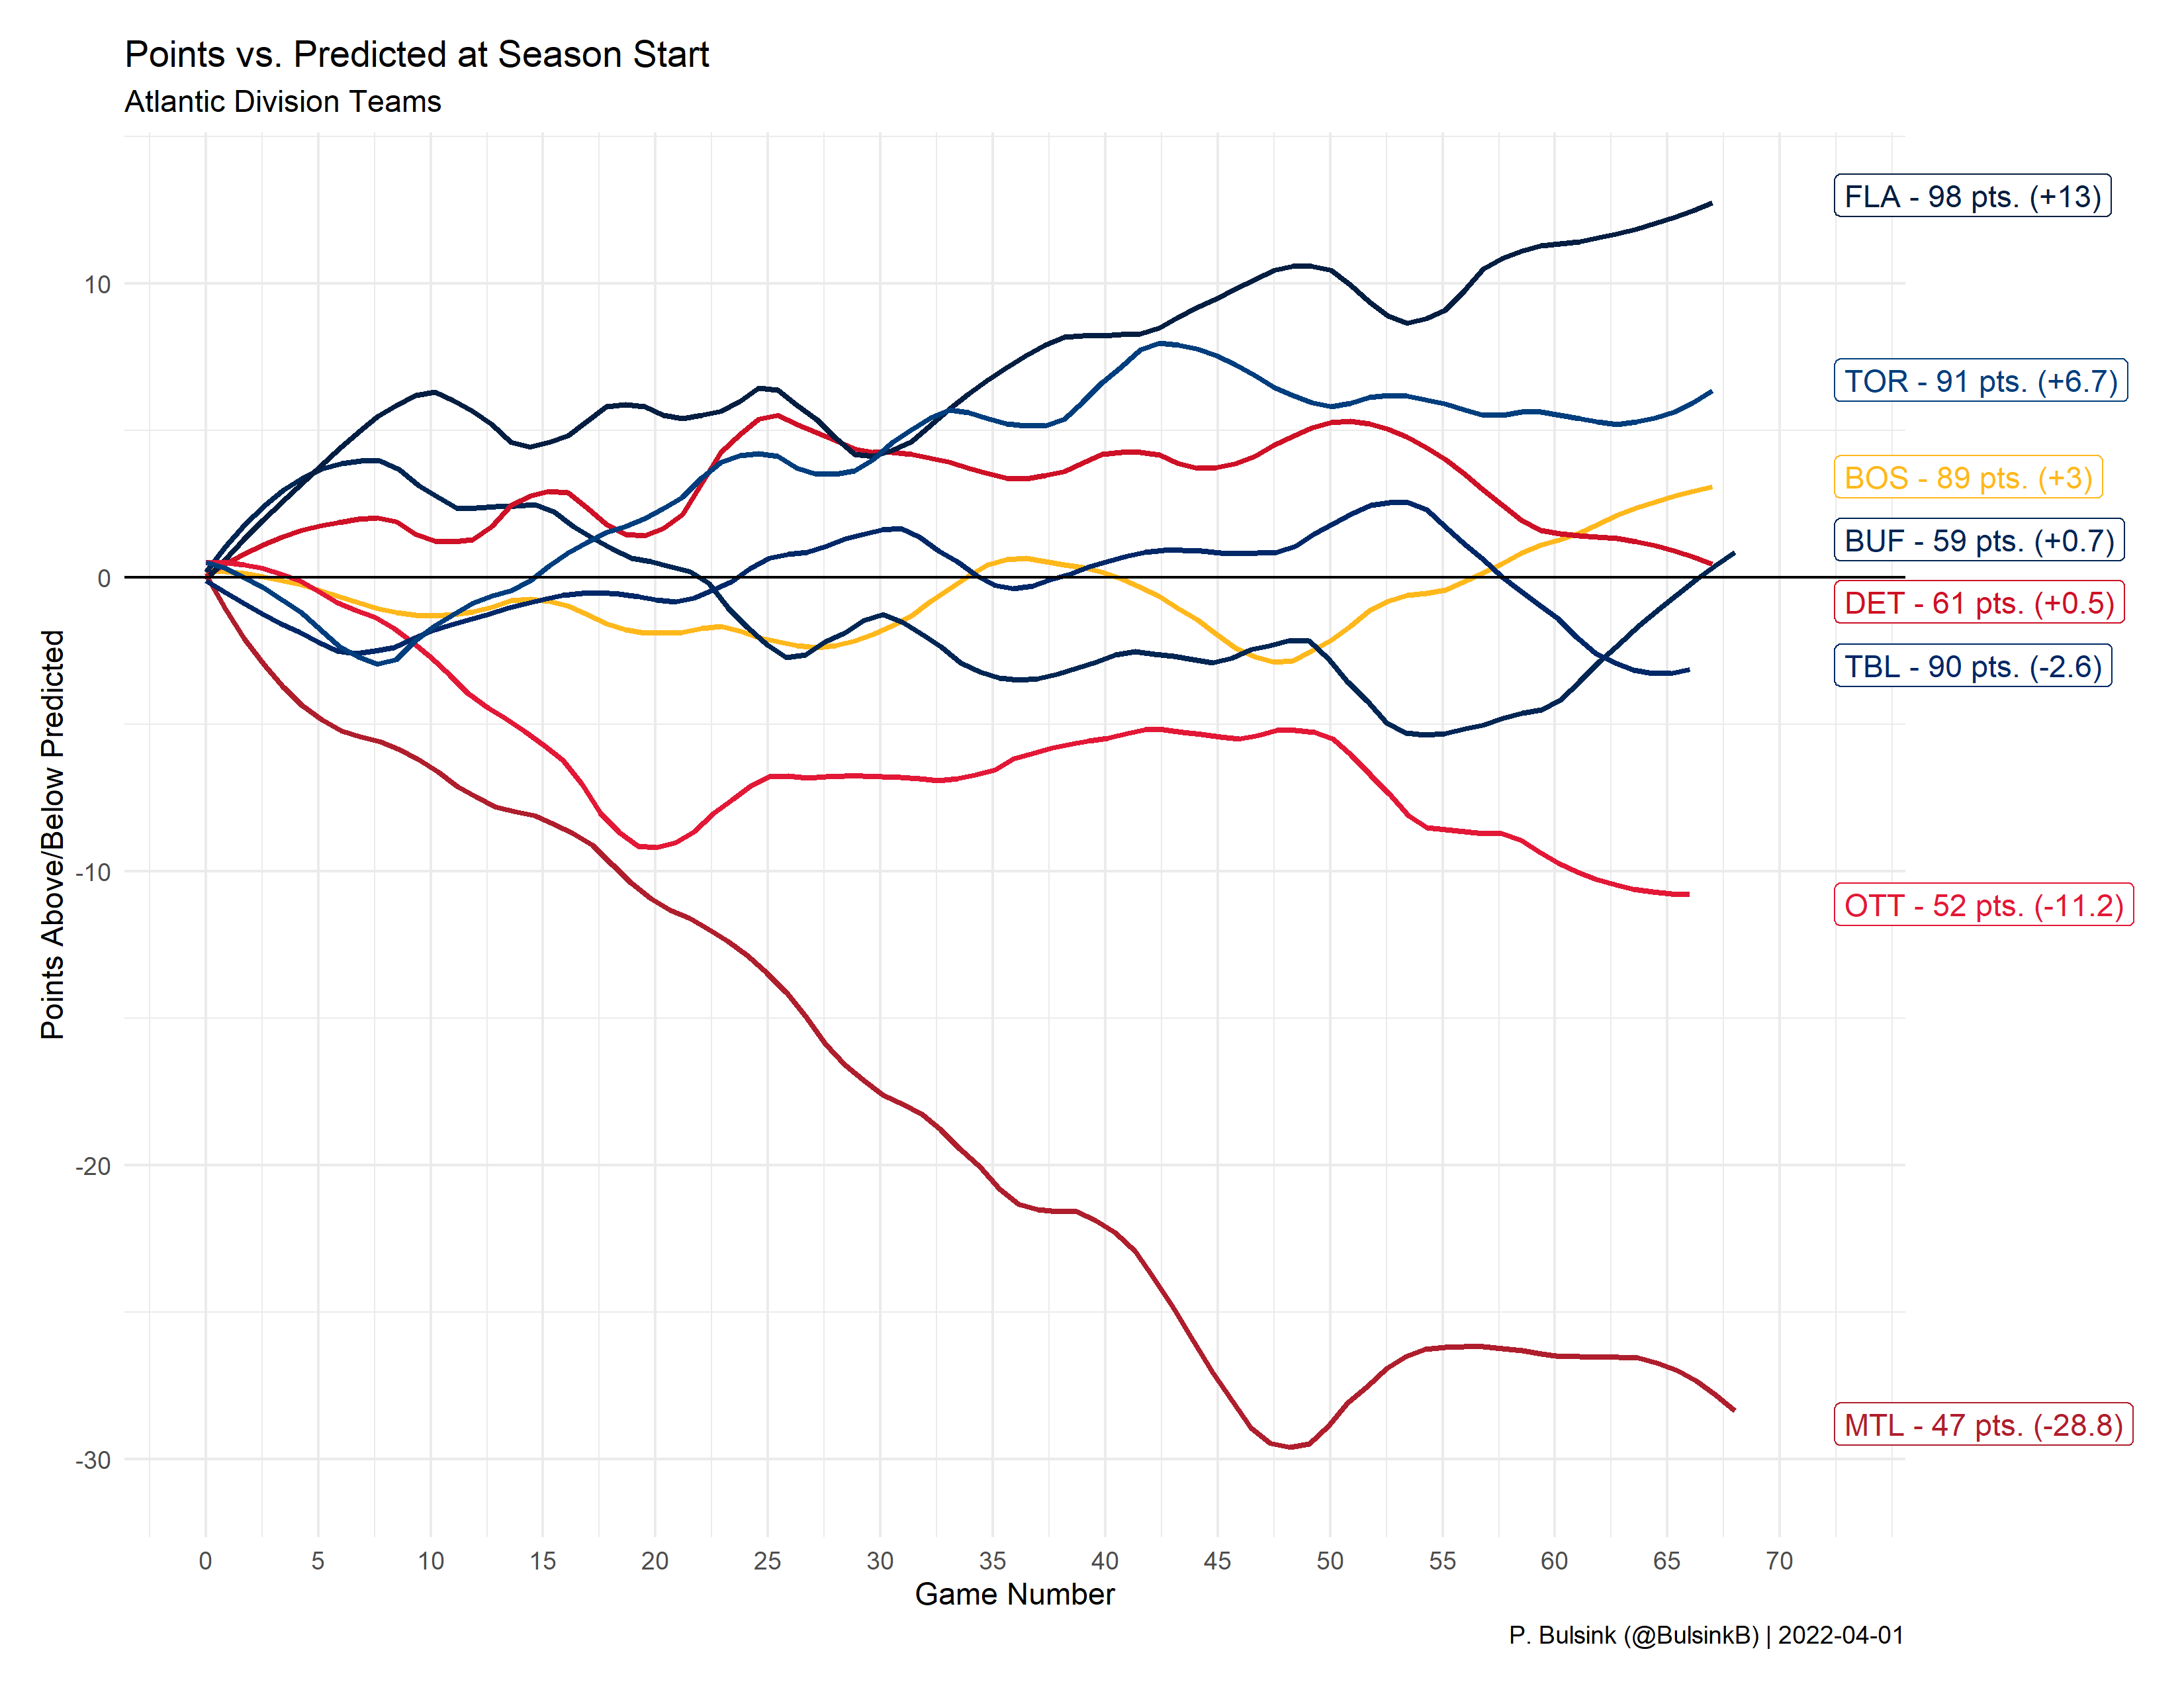 Points vs. Predicted at Season Start
Atlantic Division Teams
Points Above/Below Predicted
10
0
-10
-20
-30
FLA - 98 pts. (+13)
TOR - 91 pts. (+6.7)
BOS - 89 pts. (+3)
BUF - 59 pts. (+0.7)
DET - 61 pts. (+0.5)
TBL - 90 pts. (-2.6)
OTT - 52 pts. (-11.2)
MTL - 47 pts. (-28.8)
0 5 10 15 20 25 30 35 40 45 50 55 60 65 70
Game Number
P. Bulsink (@BulsinkB) | 2022-04-01